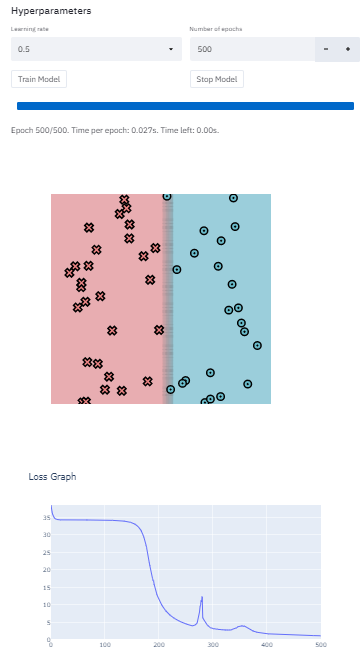 Hyperparameters
Learning rate
Number of epochs
0.5
500
- +
Train Model
Stop Model
Epoch 500/500. Time per epoch: 0.027s. Time left: 0.00s.
Loss Graph
35
30
25
20
15
10
5
0
0 100 200 300 400 500